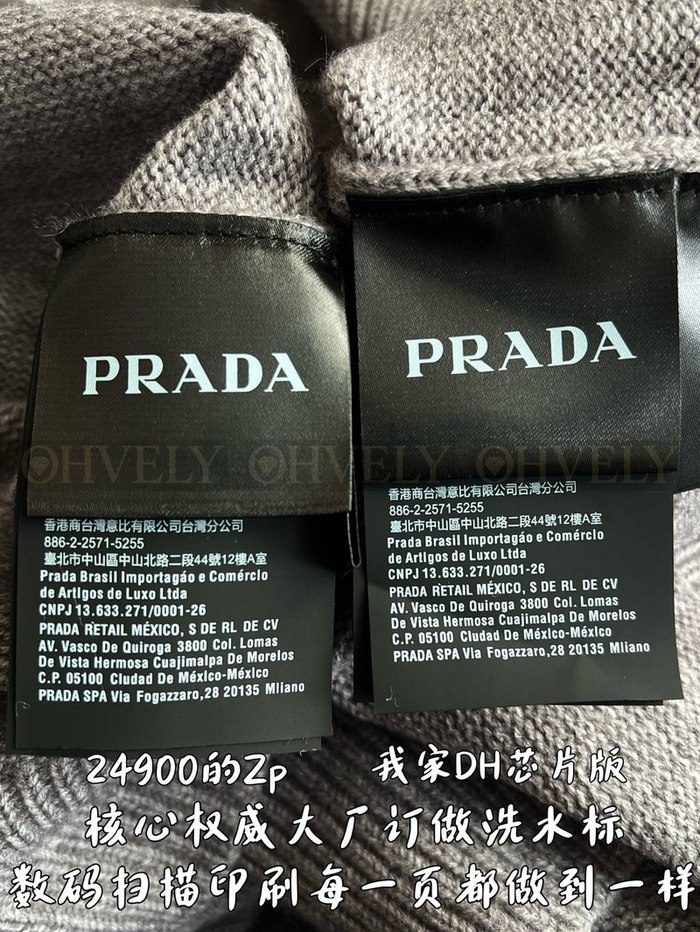 PRADA
PRADA
OHVELY OHVELY OHVELY
香港商台灣意比有限公司台灣分公司
886-2-2571-5255
臺北市中山區中山北路二段44號12樓A室
Prada Brasil Importagáo e Comércio
de Artigos de Luxo Ltda
CNPJ 13.633.271/0001-26
PRADA RETAIL MÉXICO, S DE RL DE CV
AV. Vasco De Quiroga 3800 Col. Lomas
De Vista Hermosa Cuajimalpa De Morelos
C.P. 05100 Cludad De México-México
PRADA SPA Via Fogazzaro,28 20135 Mliano
香港商台灣意比有限公司台灣分公司
886-2-2571-5255
臺北市中山區中山北路二段44號12樓A室
Prada Brasil Importagáo e Comércio
de Artigos de Luxo Ltda
CNPJ 13.633.271/0001-26
PRADA RETAIL MÉXICO, S DE RL DE CV
AV. Vasco De Quiroga 3800 Col. Lomas
De Vista Hermosa Cuajimalpa De Morelos
C.P. 05100 Cludad De México-México
PRADA SPA Via Fogazzaro,28 20135 Mliano
24900的Zp 我家DH芯片版
核心权威大厂订做洗水标
数码扫描印刷每一页都做到一样